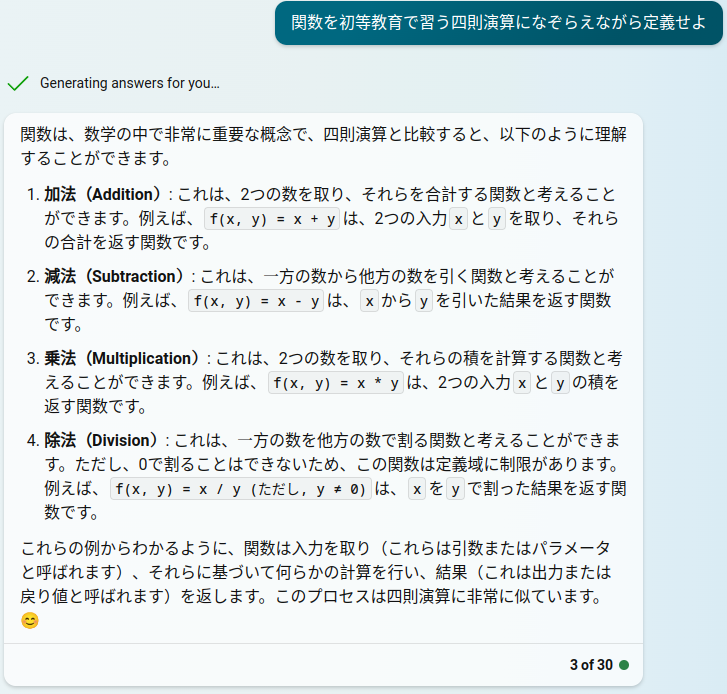 関数を初等教育で習う四則演算になぞらえながら定義せよ
Generating answers for you…
関数は、数学の中で非常に重要な概念で、四則演算と比較すると、以下のように理解
することができます。
1. 加法（Addition）: これは、2つの数を取り、それらを合計する関数と考えること
ができます。例えば、 f(x, y) = x + y は、2つの入力 x と y を取り、それら
の合計を返す関数です。
2. 減法（Subtraction）: これは、一方の数から他方の数を引く関数と考えることが
できます。例えば、 f(x, y) = x - y は、 x から y を引いた結果を返す関数
です。
3. 乗法（Multiplication）: これは、2つの数を取り、それらの積を計算する関数と考
えることができます。例えば、 f(x, y) = x * y は、2つの入力 x と y の積を
返す関数です。
4. 除法（Division）: これは、一方の数を他方の数で割る関数と考えることができま
す。ただし、0で割ることはできないため、この関数は定義域に制限があります。
例えば、 f(x, y) = x / y (ただし, y ≠ 0) は、 x を y で割った結果を返す関
数です。
これらの例からわかるように、関数は入力を取り（これらは引数またはパラメータ
と呼ばれます）、それらに基づいて何らかの計算を行い、結果（これは出力または
戻り値と呼ばれます）を返します。このプロセスは四則演算に非常に似ています。
😊
3 of 30